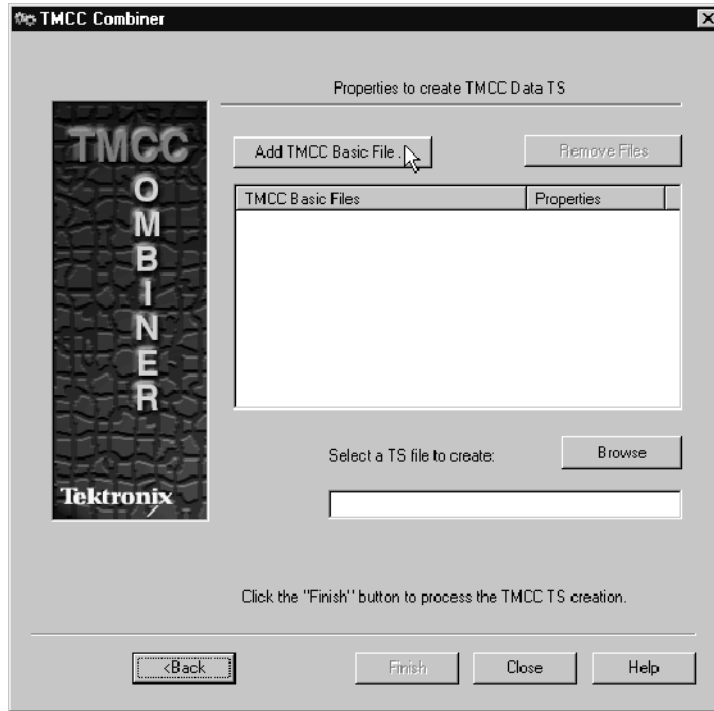 TMCC Combiner
Properties to create TMCC Data TS
TMCC
O
M
B
I
N
E
R
Tektronix
Add TMCC Basic File .
Remove Files
TMCC Basic Files Properties
Select a TS file to create:
Browse
Click the "Finish" button to process the TMCC TS creation.
<Back Finish Close Help